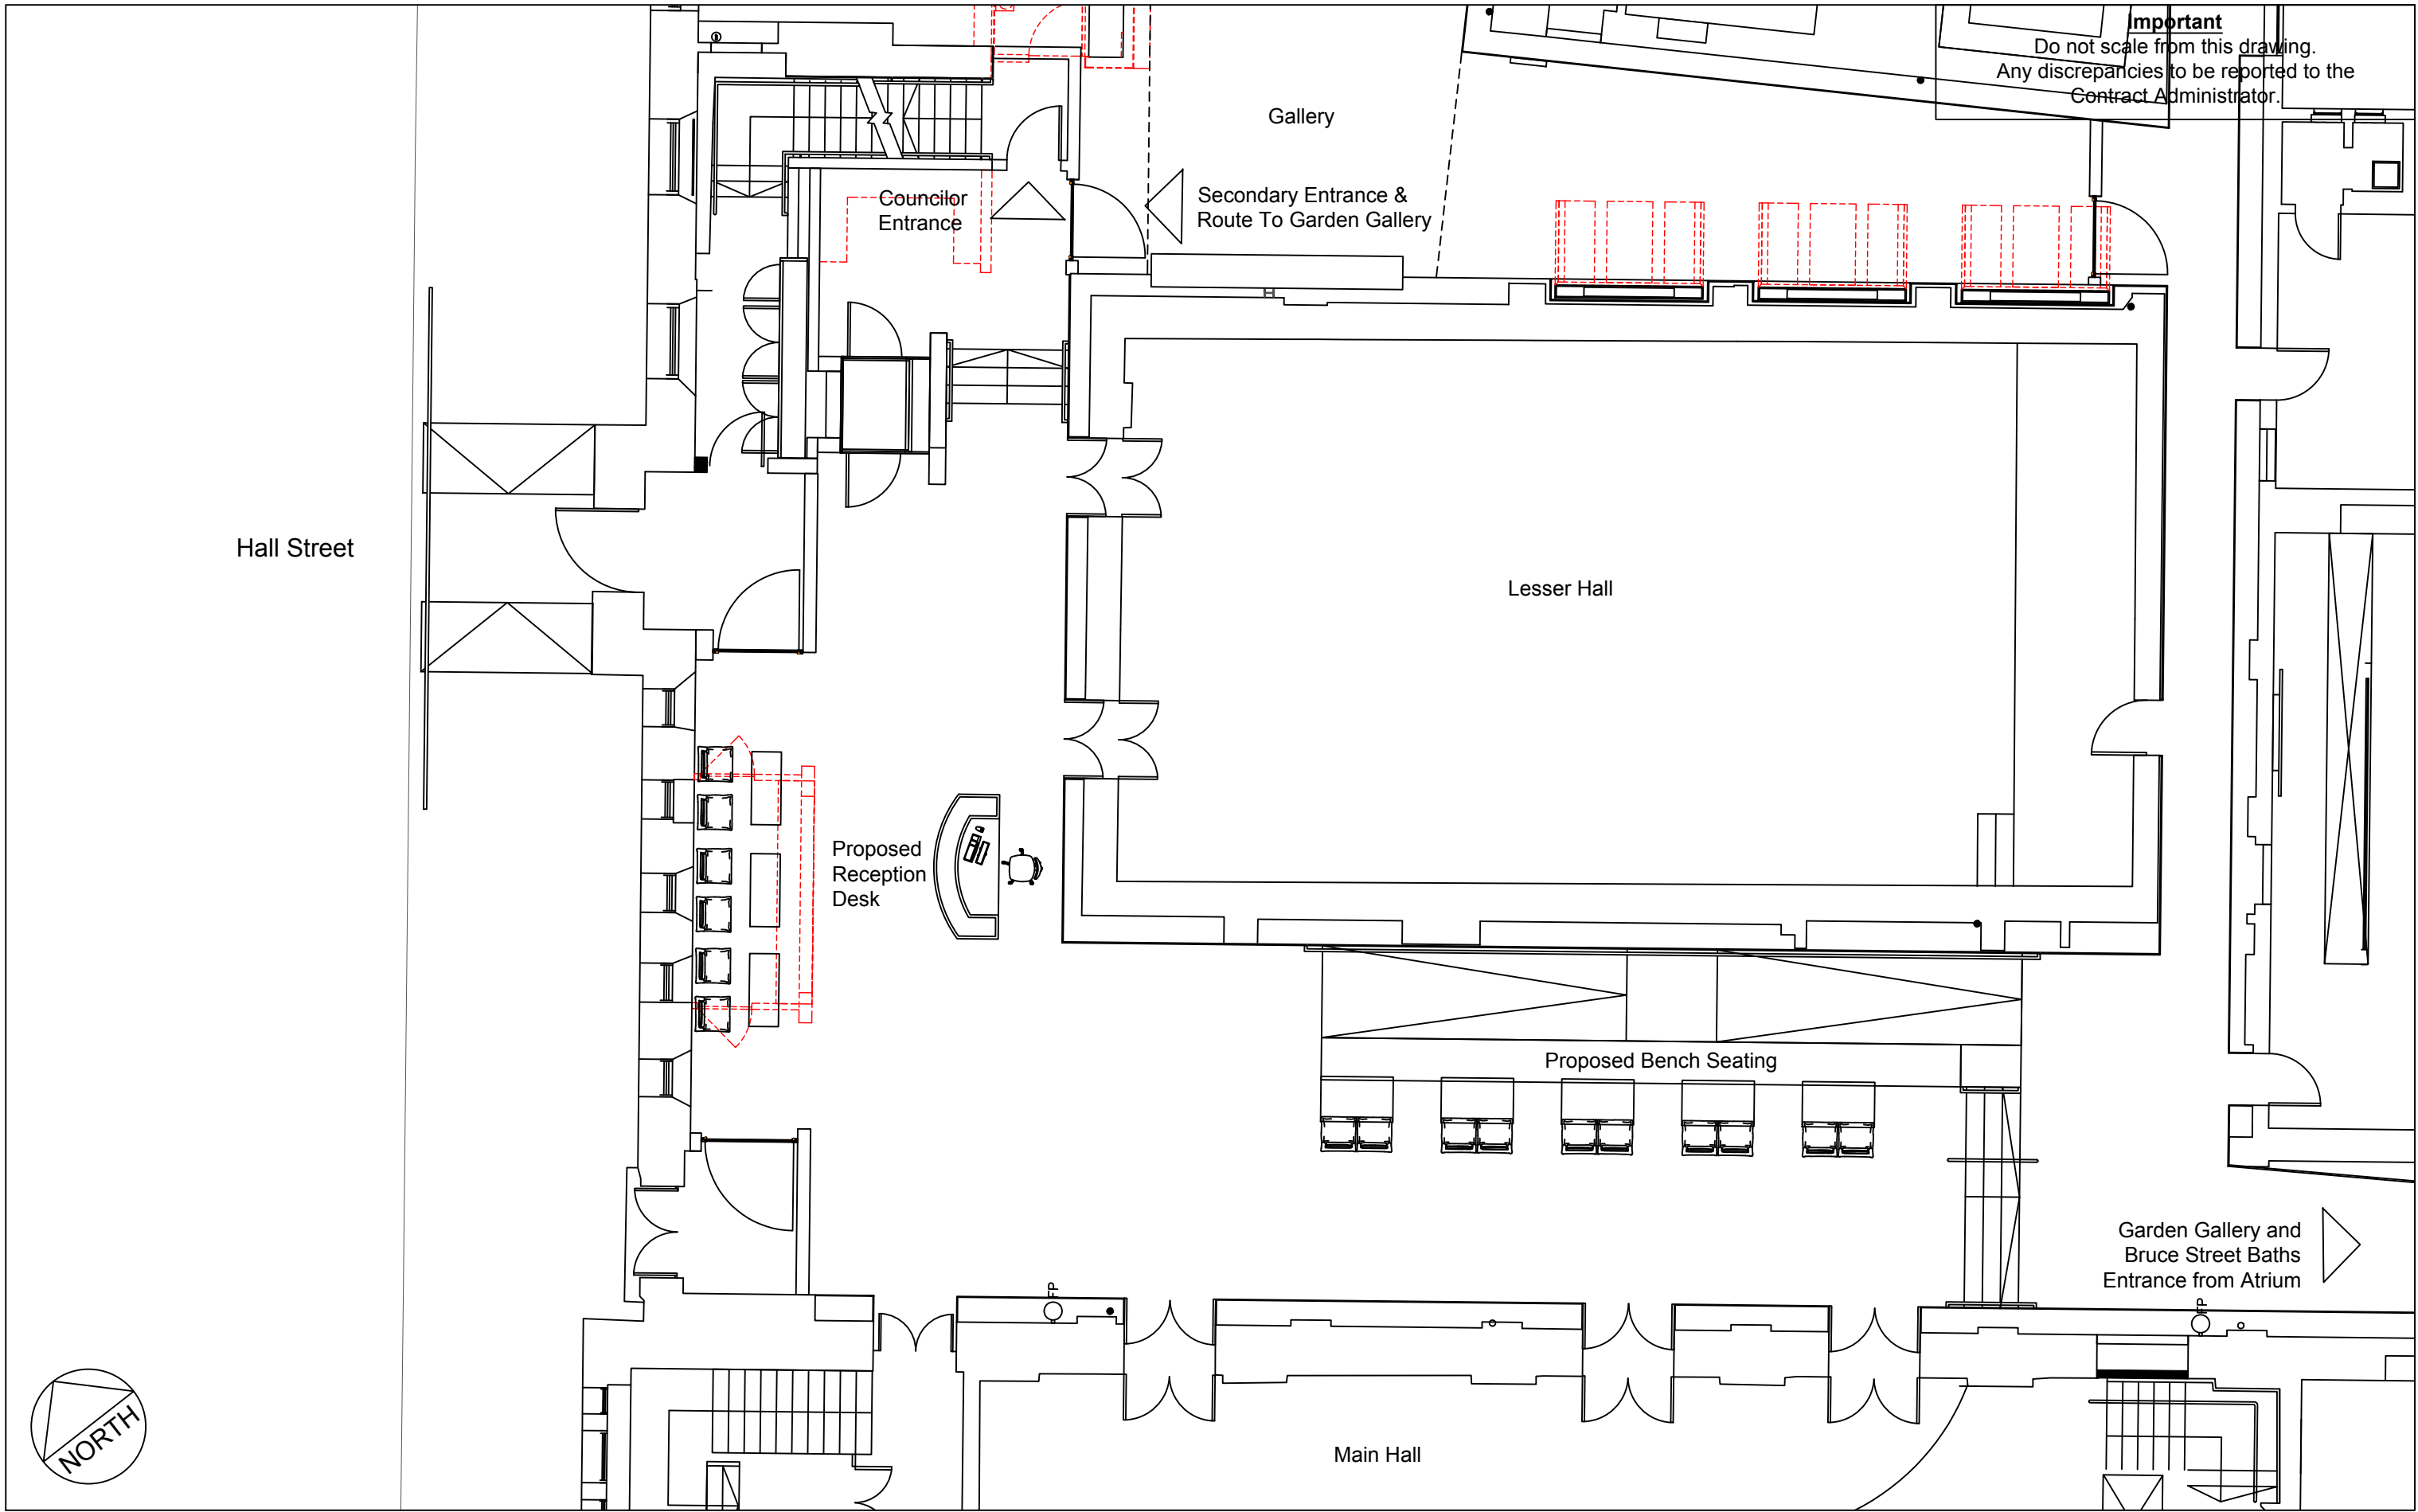 Important
Do not scale from this drawing.
Any discrepancies to be reported to the
Contract Administrator.
Gallery
Councilor
Entrance
Secondary Entrance &
Route To Garden Gallery
Hall Street
Lesser Hall
Proposed
Reception
Desk
Proposed Bench Seating
Garden Gallery and
Bruce Street Baths
Entrance from Atrium
FP
FP
NORTH
Main Hall